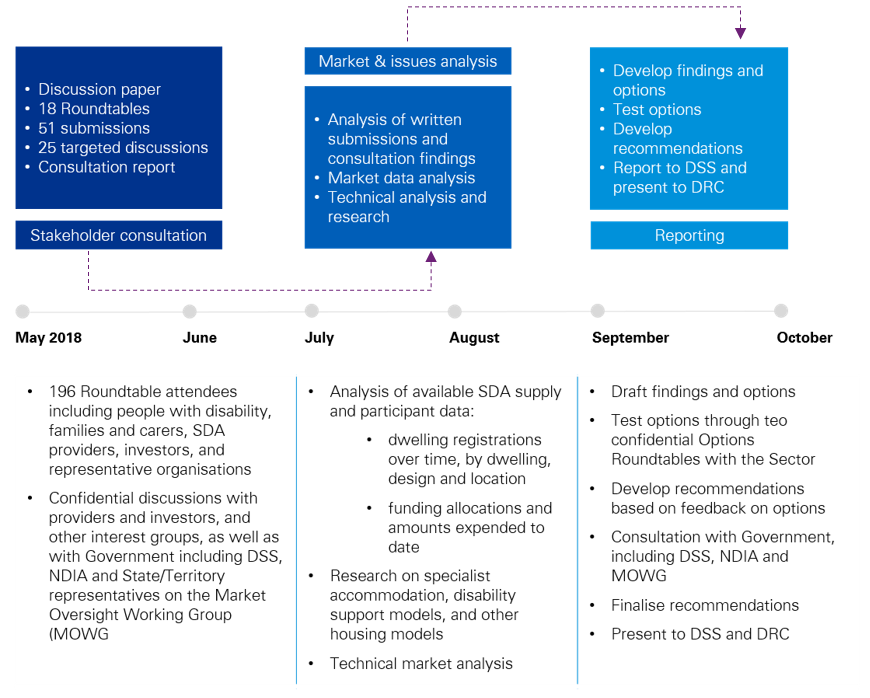 • Discussion paper
• 18 Roundtables
• 51 submissions
• 25 targeted discussions
• Consultation report
Stakeholder consultation
Market & issues analysis
• Analysis of written
submissions and
consultation findings
• Market data analysis
• Technical analysis and
research
• Develop findings and
options
• Test options
• Develop
recommendations
• Report to DSS and
present to DRC
Reporting
May 2018
June
July
August
September
October
• 196 Roundtable attendees
including people with disability,
families and carers, SDA
providers, investors, and
representative organisations
• Confidential discussions with
providers and investors, and
other interest groups, as well as
with Government including DSS,
NDIA and State/Territory
representatives on the Market
Oversight Working Group
(MOWG
• Analysis of available SDA supply
and participant data:
• dwelling registrations
over time, by dwelling,
design and location
• funding allocations and
amounts expended to
date
• Research on specialist
accommodation, disability
support models, and other
housing models
• Technical market analysis
• Draft findings and options
• Test options through teo
confidential Options
Roundtables with the Sector
• Develop recommendations
based on feedback on options
• Consultation with Government,
including DSS, NDIA and
MOWG
• Finalise recommendations
• Present to DSS and DRC